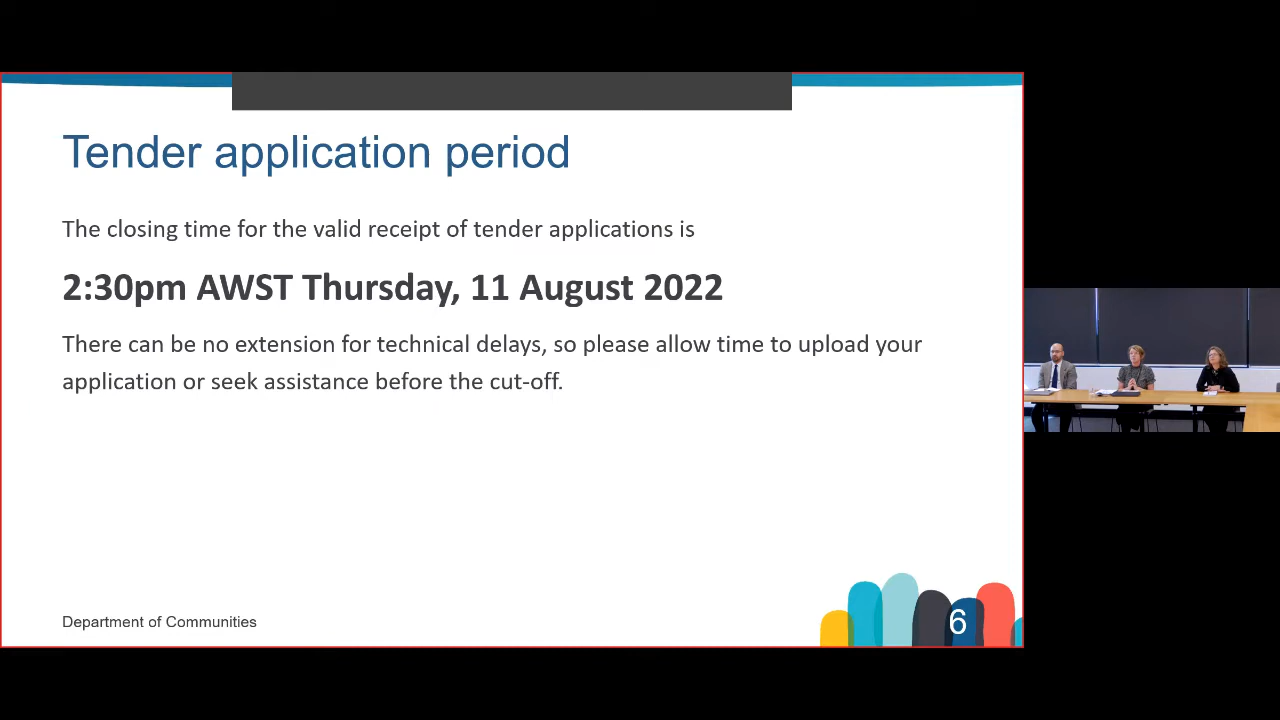 Tender application period
The closing time for the valid receipt of tender applications is
2:30pm AWST Thursday, 11 August 2022
There can be no extension for technical delays, so please allow time to upload your
application or seek assistance before the cut-off.
Department of Communities
6